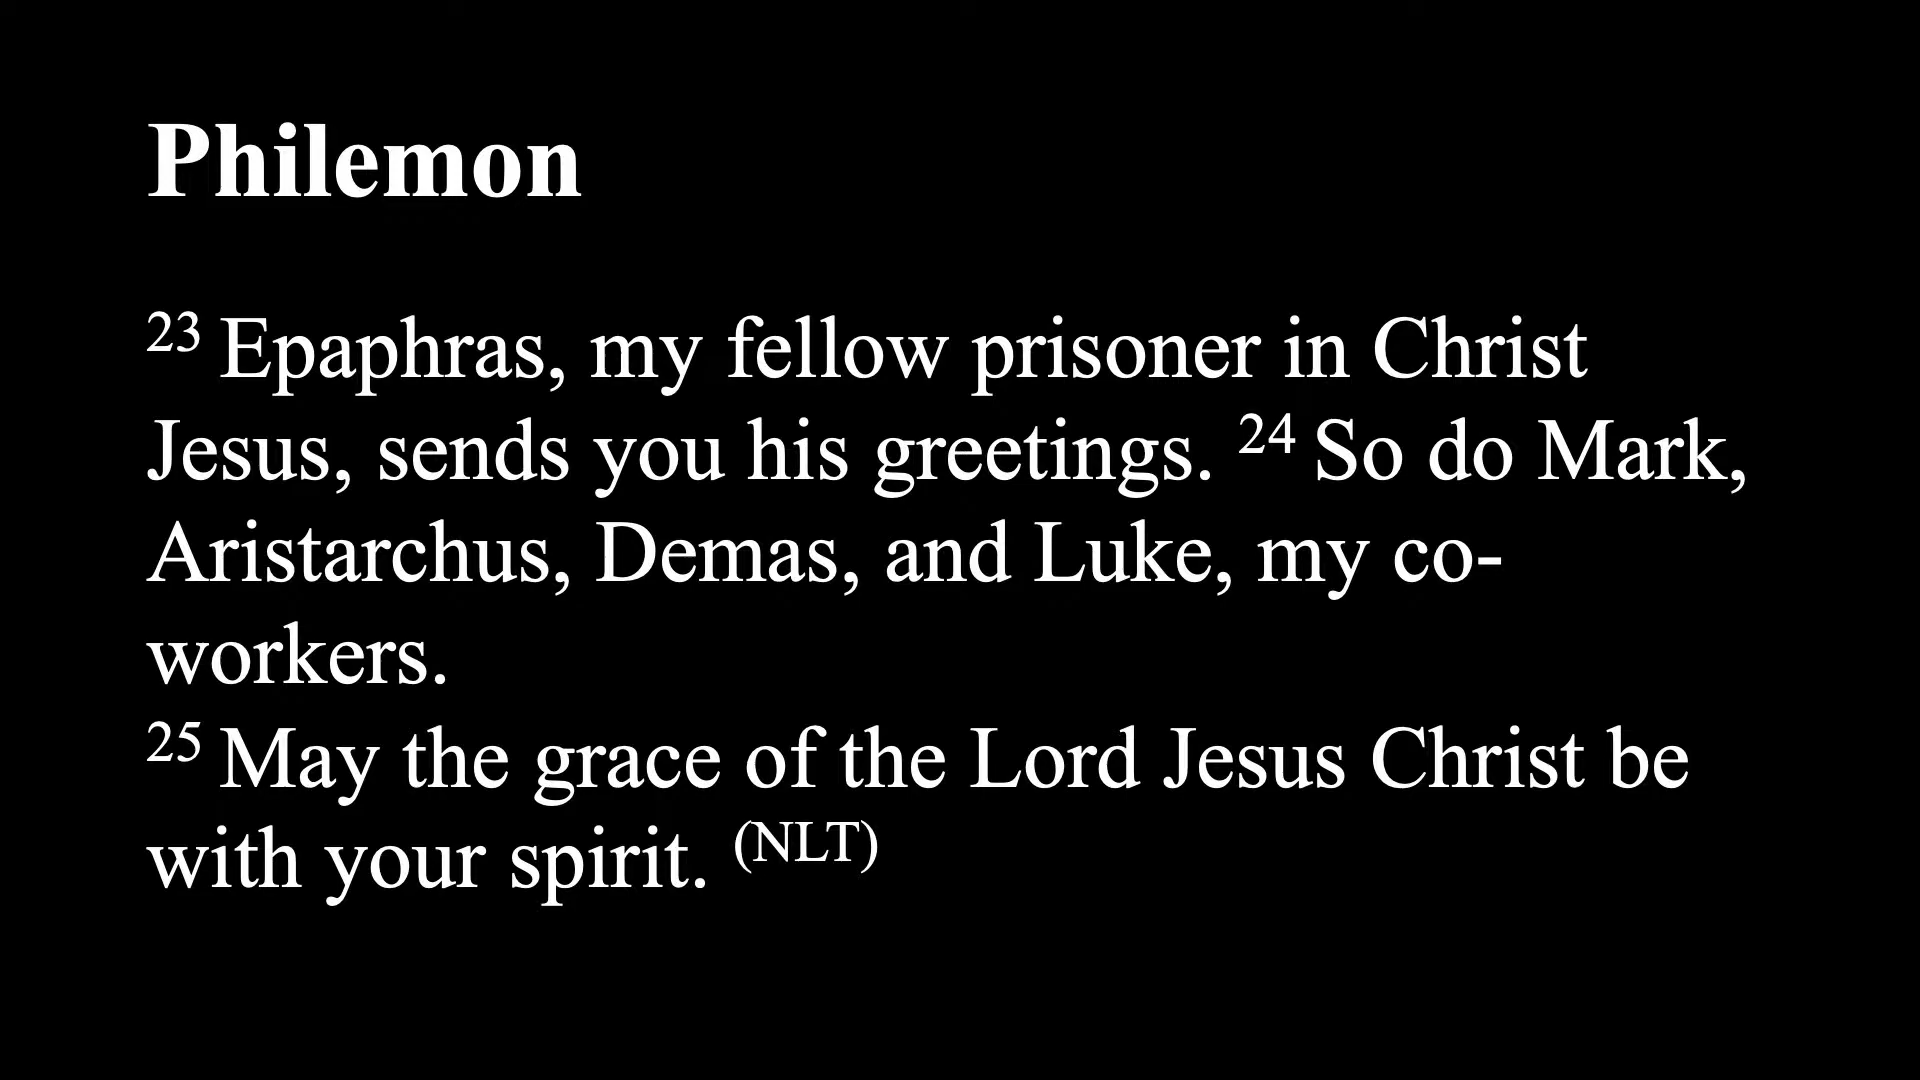 Philemon
23 Epaphras, my fellow prisoner in Christ
Jesus, sends you his greetings. 24 So do Mark,
Aristarchus, Demas, and Luke, my co-
workers.
25 May the grace of the Lord Jesus Christ be
with your spirit. (NLT)